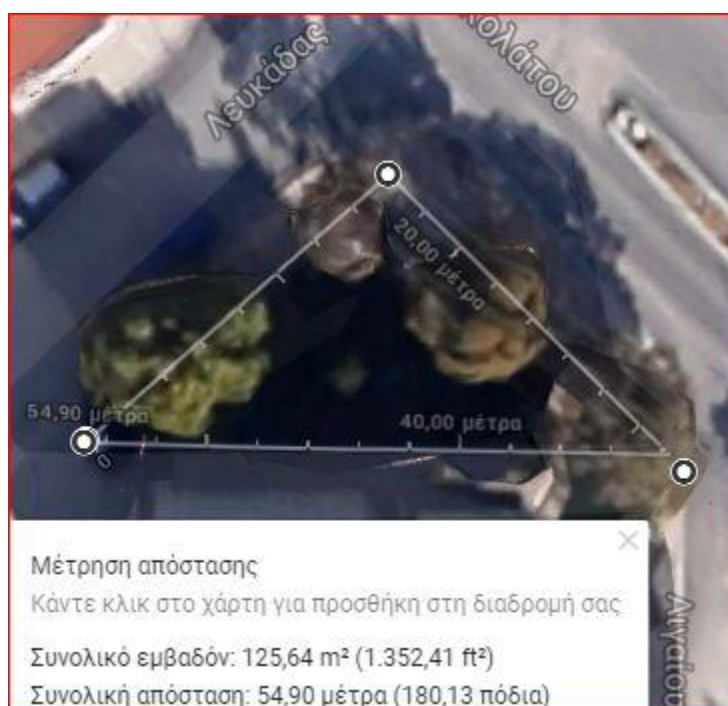 Λευκάδας
κολάτου
20,00 μέτρα
54,90 μέτρα
40,00 μέτρα
0
Μέτρηση απόστασης
Κάντε κλικ στο χάρτη για προσθήκη στη διαδρομή σας
Συνολικό εμβαδόν: 125,64 m² (1.352,41 ft²)
Συνολική απόσταση: 54,90 μέτρα (180,13 πόδια)